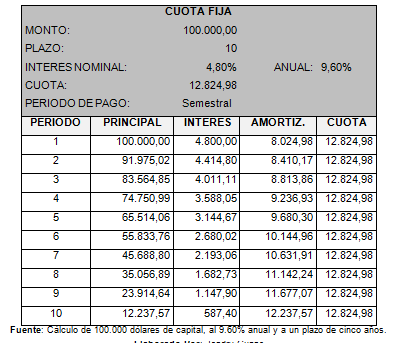 CUOTA FIJA
MONTO: 100.000,00
PLAZO: 10
INTERES NOMINAL: 4,80% ANUAL: 9,60%
CUOTA: 12.824,98
PERIODO DE PAGO: Semestral
PERIODO PRINCIPAL INTERES AMORTIZ. CUOTA
1 100.000,00 4.800,00 8.024,98 12.824,98
2 91.975,02 4.414,80 8.410,17 12.824,98
3 83.564,85 4.011,11 8.813,86 12.824,98
4 74.750,99 3.588,05 9.236,93 12.824,98
5 65.514,06 3.144,67 9.680,30 12.824,98
6 55.833,76 2.680,02 10.144,96 12.824,98
7 45.688,80 2.193,06 10.631,91 12.824,98
8 35.056,89 1.682,73 11.142,24 12.824,98
9 23.914,64 1.147,90 11.677,07 12.824,98
10 12.237,57 587,40 12.237,57 12.824,98
Fuente: Cálculo de 100.000 dólares de capital, al 9.60% anual y a un plazo de cinco años.